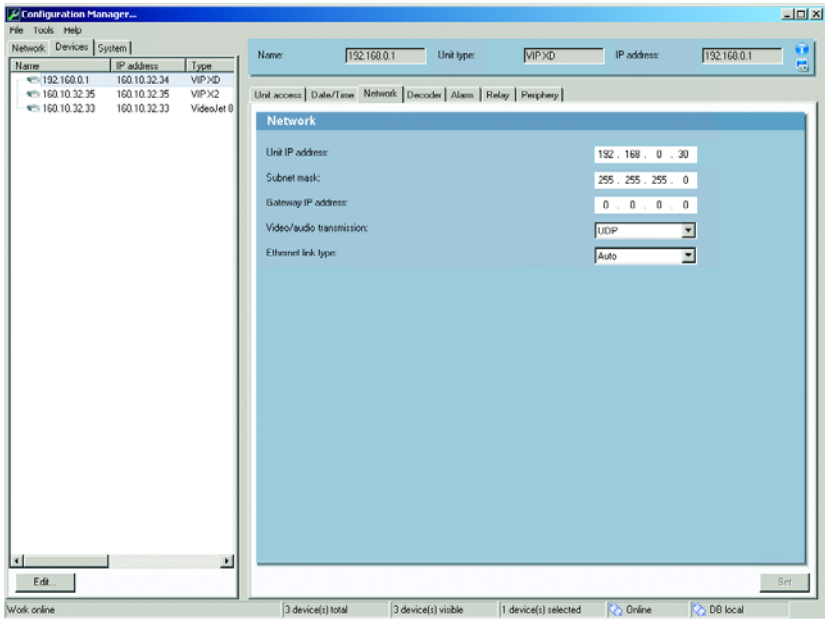 Configuration Manager...
File Tools Help
Network Devices System
Name IP address Type
192.168.0.1 160.10.32.34 VIP XD
160.10.32.35 160.10.32.35 VIP X2
160.10.32.33 160.10.32.33 VideoJet 8
Edit...
Name: 192.168.0.1 Unit type: VIP XD IP address: 192.168.0.1
Unit access Date/Time Network Decoder Alarm Relay Periphery
Network
Unit IP address: 192 . 168 . 0 . 30
Subnet mask: 255 . 255 . 255 . 0
Gateway IP address: 0 . 0 . 0 . 0
Video/audio transmission: UDP
Ethernet link type: Auto
Set
Work online 3 device(s) total 3 device(s) visible 1 device(s) selected Online DB local